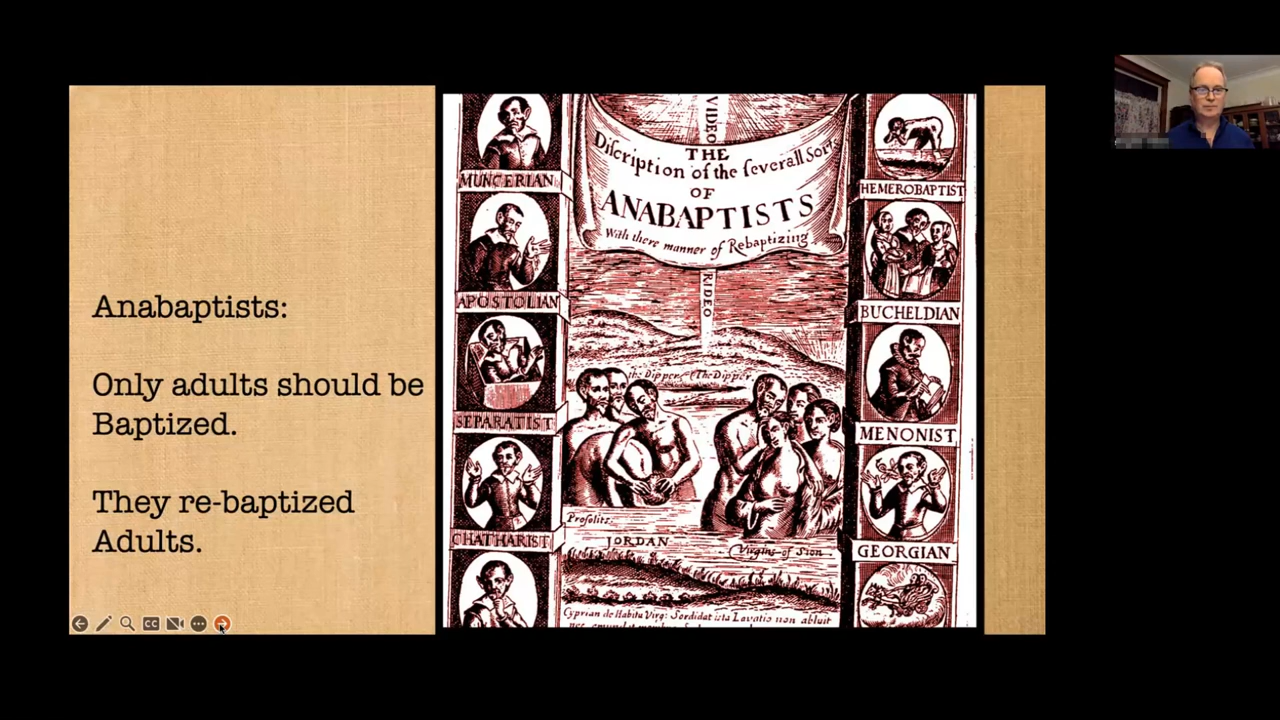 Anabaptists:
Only adults should be
Baptized.
They re-baptized
Adults.
VIDEO
THE
Discription of the severall Sorts
OF
ANABAPTISTS
With there manner of Rebaptizing
RIDEO
MUNCERIAN
APOSTOLIAN
SEPARATIST
CHATHARIST
the Dipper. The Dipper.
Profolits.
JORDAN
Virgins of Sion
Cyprian de Habitu Virg: Sordidat ista Lavatio non abluit
HEMEROBAPTIST
BUCHELDIAN
MENONIST
GEORGIAN
CC